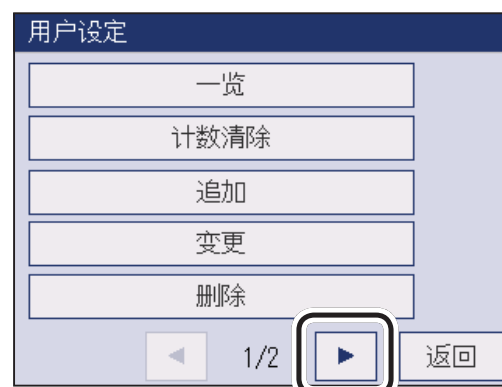 用户设定
一览
计数清除
追加
变更
删除
◀ 1/2 ▶ 返回